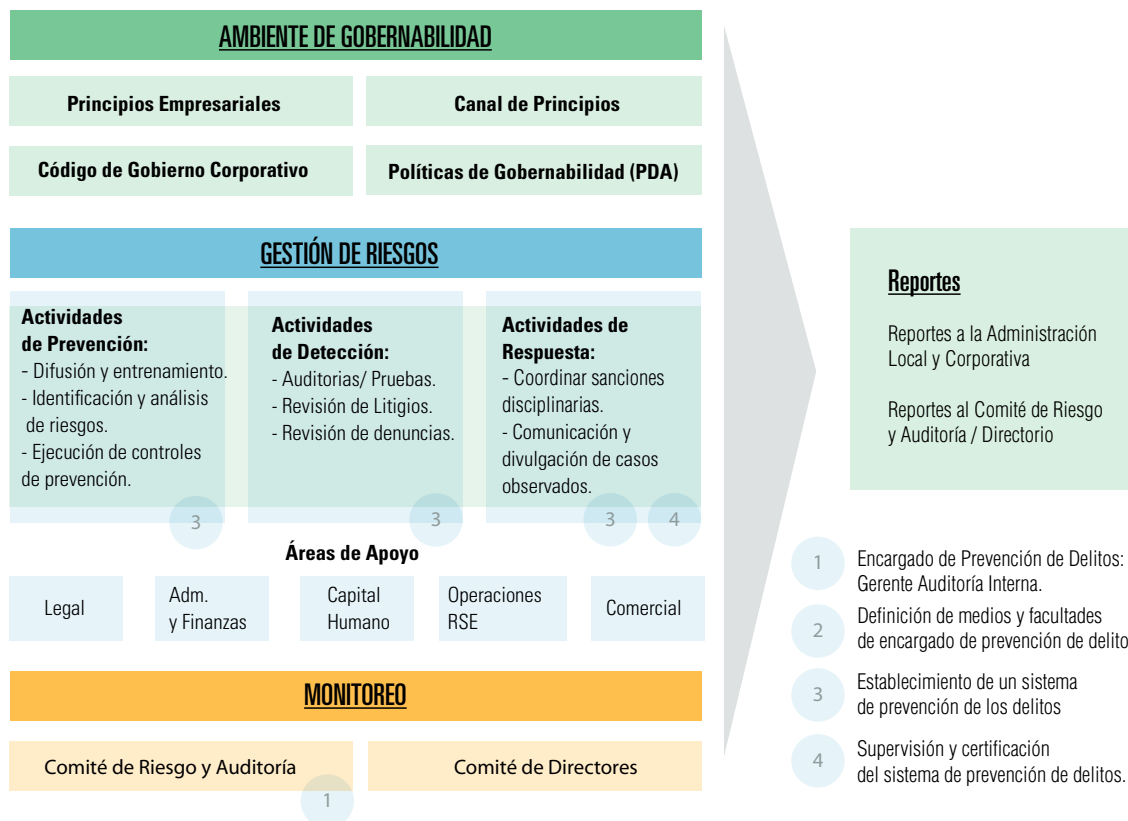 AMBIENTE DE GOBERNABILIDAD
Principios Empresariales
Canal de Principios
Código de Gobierno Corporativo
Políticas de Gobernabilidad (PDA)
GESTIÓN DE RIESGOS
Actividades
de Prevención:
- Difusión y entrenamiento.
- Identificación y análisis
de riesgos.
- Ejecución de controles
de prevención.
3
Actividades
de Detección:
- Auditorias/ Pruebas.
- Revisión de Litigios.
- Revisión de denuncias.
3
Actividades de
Respuesta:
- Coordinar sanciones
disciplinarias.
- Comunicación y
divulgación de casos
observados.
3
4
Áreas de Apoyo
Legal
Adm.
y Finanzas
Capital
Humano
Operaciones
RSE
Comercial
MONITOREO
Comité de Riesgo y Auditoría
1
Comité de Directores
Reportes
Reportes a la Administración
Local y Corporativa
Reportes al Comité de Riesgo
y Auditoría / Directorio
1 Encargado de Prevención de Delitos:
Gerente Auditoría Interna.
2 Definición de medios y facultades
de encargado de prevención de delito
3 Establecimiento de un sistema
de prevención de los delitos
4 Supervisión y certificación
del sistema de prevención de delitos.